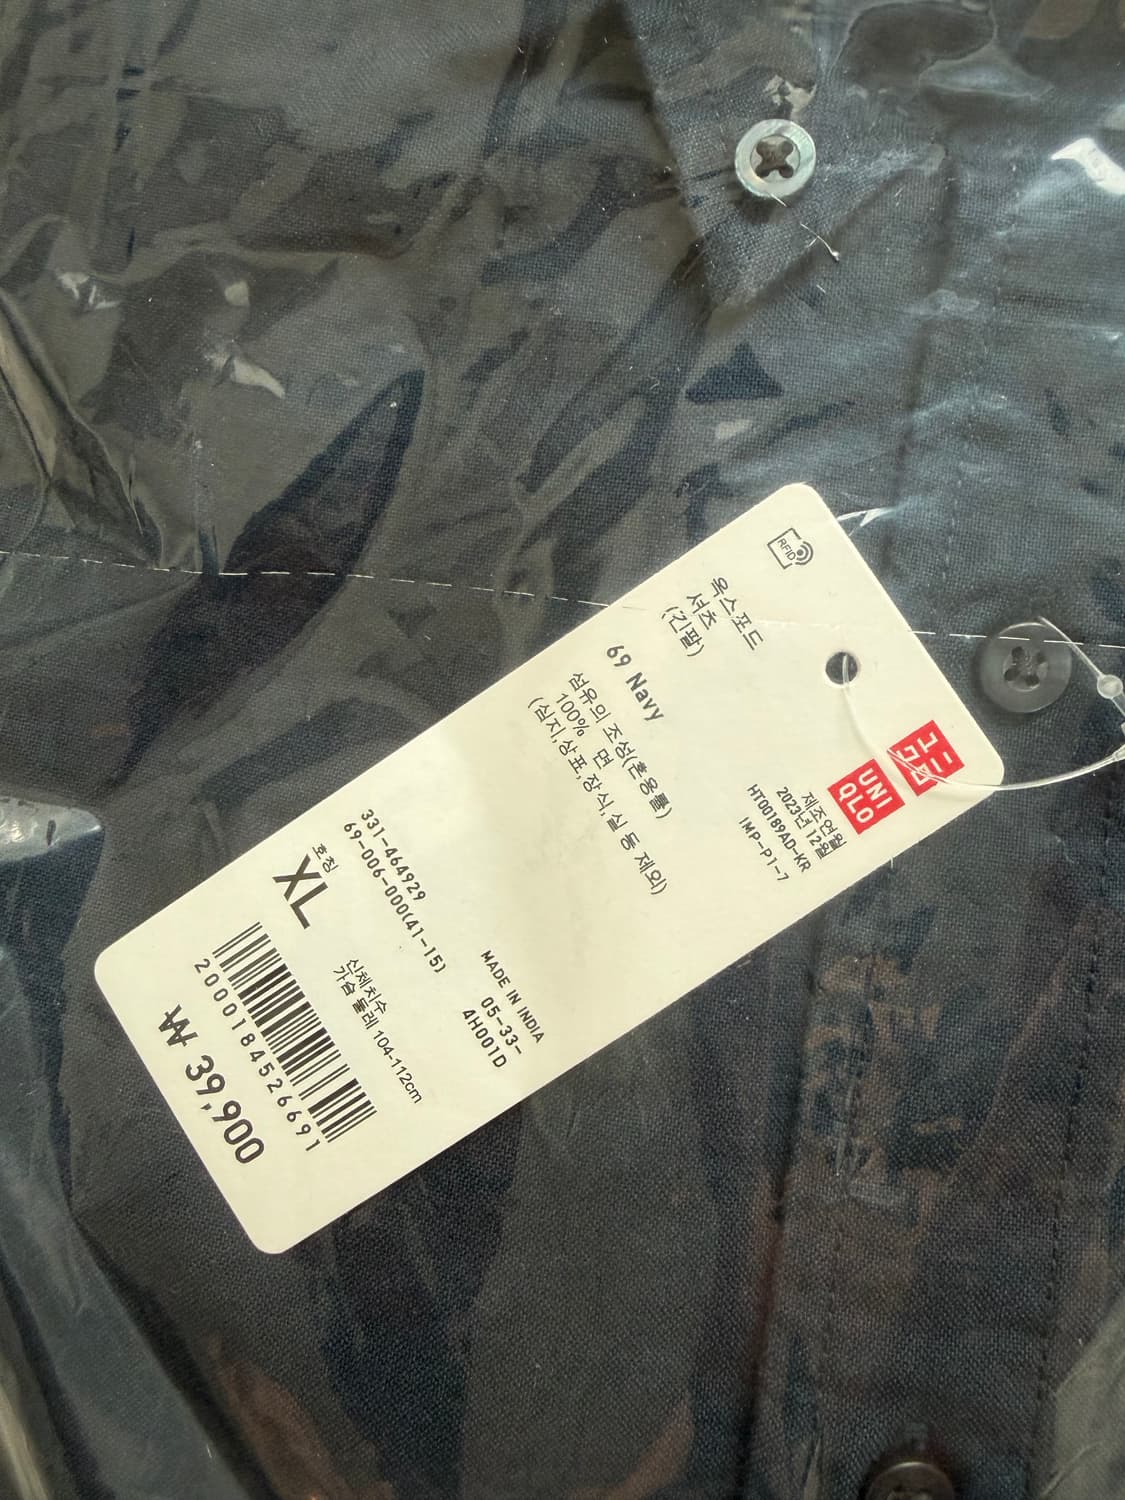 RFID
옥스포드
셔츠
(긴팔)
69 Navy
섬유의 조성(혼용률)
100% 면
(심지,상표,장식,실 등 제외)
ユニ
クロ
UNI
QLO
제조연월
2023년 12월
HT00189AD-KR
IMP-P1-7
331-464929
69-006-000(41-15)
호칭
XL
신체치수
가슴 둘레 104-112cm
MADE IN INDIA
05-33-
4H001D
2000184526691
₩ 39,900